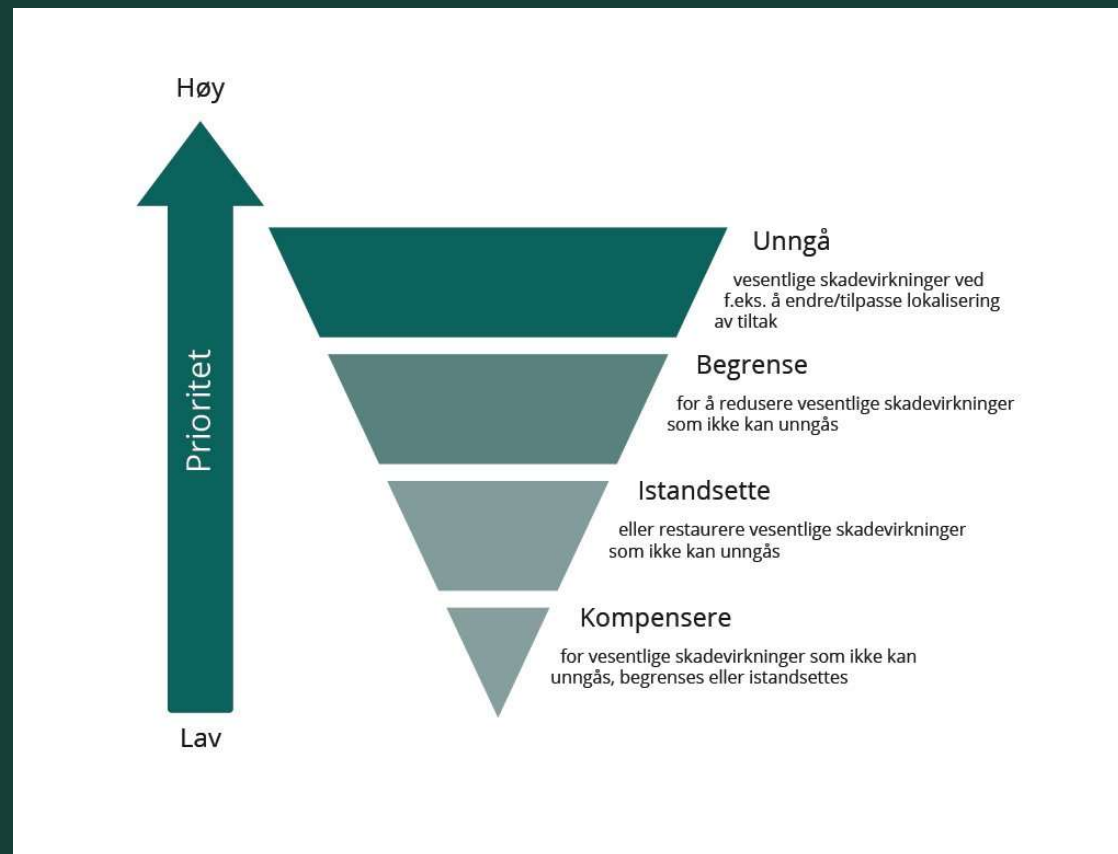 Høy
Prioritet
Lav
Unngå
vesentlige skadevirkninger ved
f.eks. å endre/tilpasse lokalisering
av tiltak
Begrense
for å redusere vesentlige skadevirkninger
som ikke kan unngås
Istandsette
eller restaurere vesentlige skadevirkninger
som ikke kan unngås
Kompensere
for vesentlige skadevirkninger som ikke kan
unngås, begrenses eller istandsettes